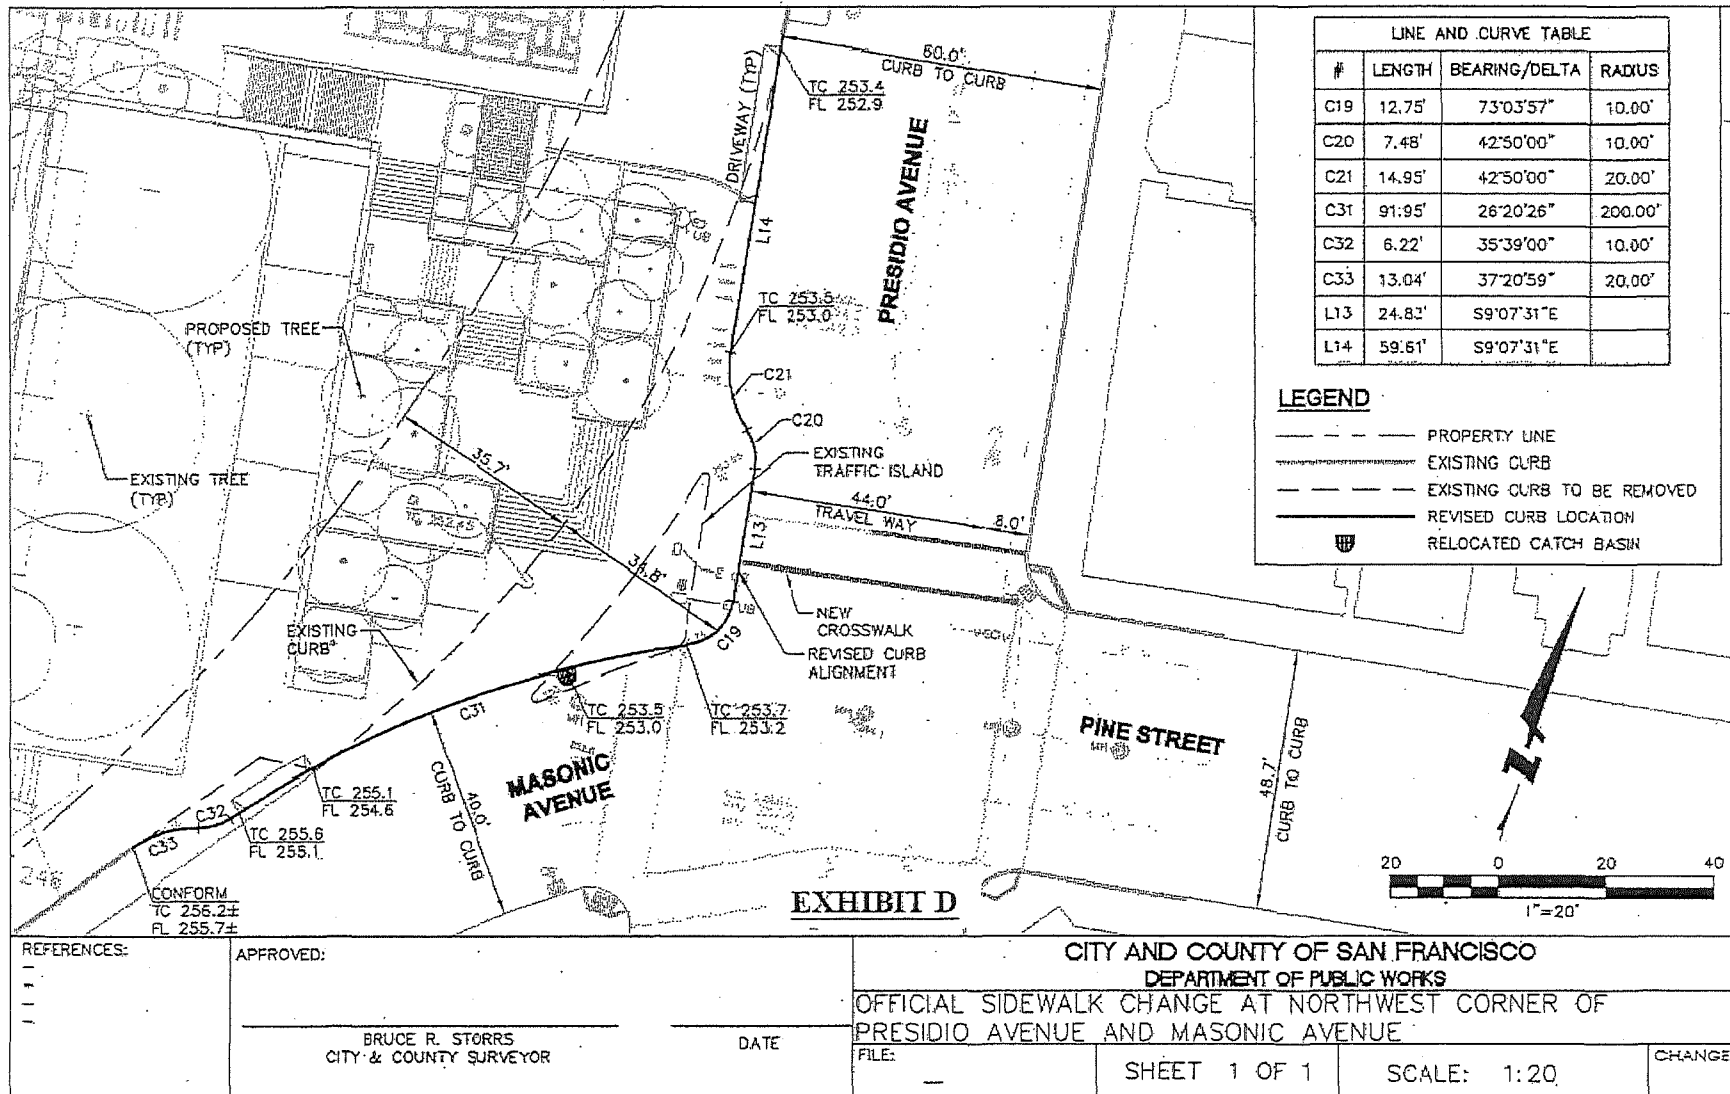 LINE AND CURVE TABLE
# LENGTH BEARING/DELTA RADIUS
C19 12.75' 73°03'57" 10.00'
C20 7.48' 42°50'00" 10.00'
C21 14.95' 42°50'00" 20.00'
C31 91.95' 26°20'26" 200.00'
C32 6.22' 35°39'00" 10.00'
C33 13.04' 37°20'59" 20.00'
L13 24.83' S9°07'31"E
L14 59.61' S9°07'31"E
LEGEND
PROPERTY LINE
EXISTING CURB
EXISTING CURB TO BE REMOVED
REVISED CURB LOCATION
RELOCATED CATCH BASIN
60.0'
CURB TO CURB
TC 253.4
FL 252.9
DRIVEWAY (TYP)
PRESIDIO AVENUE
L14
TC 253.5
FL 253.0
PROPOSED TREE
(TYP)
C21
C20
EXISTING
TRAFFIC ISLAND
35.7'
EXISTING TREE
(TYP)
44.0'
TRAVEL WAY
8.0'
L13
NEW
CROSSWALK
C19
REVISED CURB
ALIGNMENT
EXISTING
CURB
C31
TC 253.5
FL 253.0
TC 253.7
FL 253.2
PINE STREET
48.7'
CURB TO CURB
MASONIC
AVENUE
40.0'
CURB TO CURB
TC 255.1
FL 254.6
C32
C33
TC 255.6
FL 255.1
246
CONFORM
TC 256.2±
FL 255.7±
EXHIBIT D
N
20 0 20 40
1"=20'
REFERENCES:
APPROVED:
BRUCE R. STORRS
CITY & COUNTY SURVEYOR
DATE
CITY AND COUNTY OF SAN FRANCISCO
DEPARTMENT OF PUBLIC WORKS
OFFICIAL SIDEWALK CHANGE AT NORTHWEST CORNER OF
PRESIDIO AVENUE AND MASONIC AVENUE
FILE:
SHEET 1 OF 1
SCALE: 1:20
CHANGE